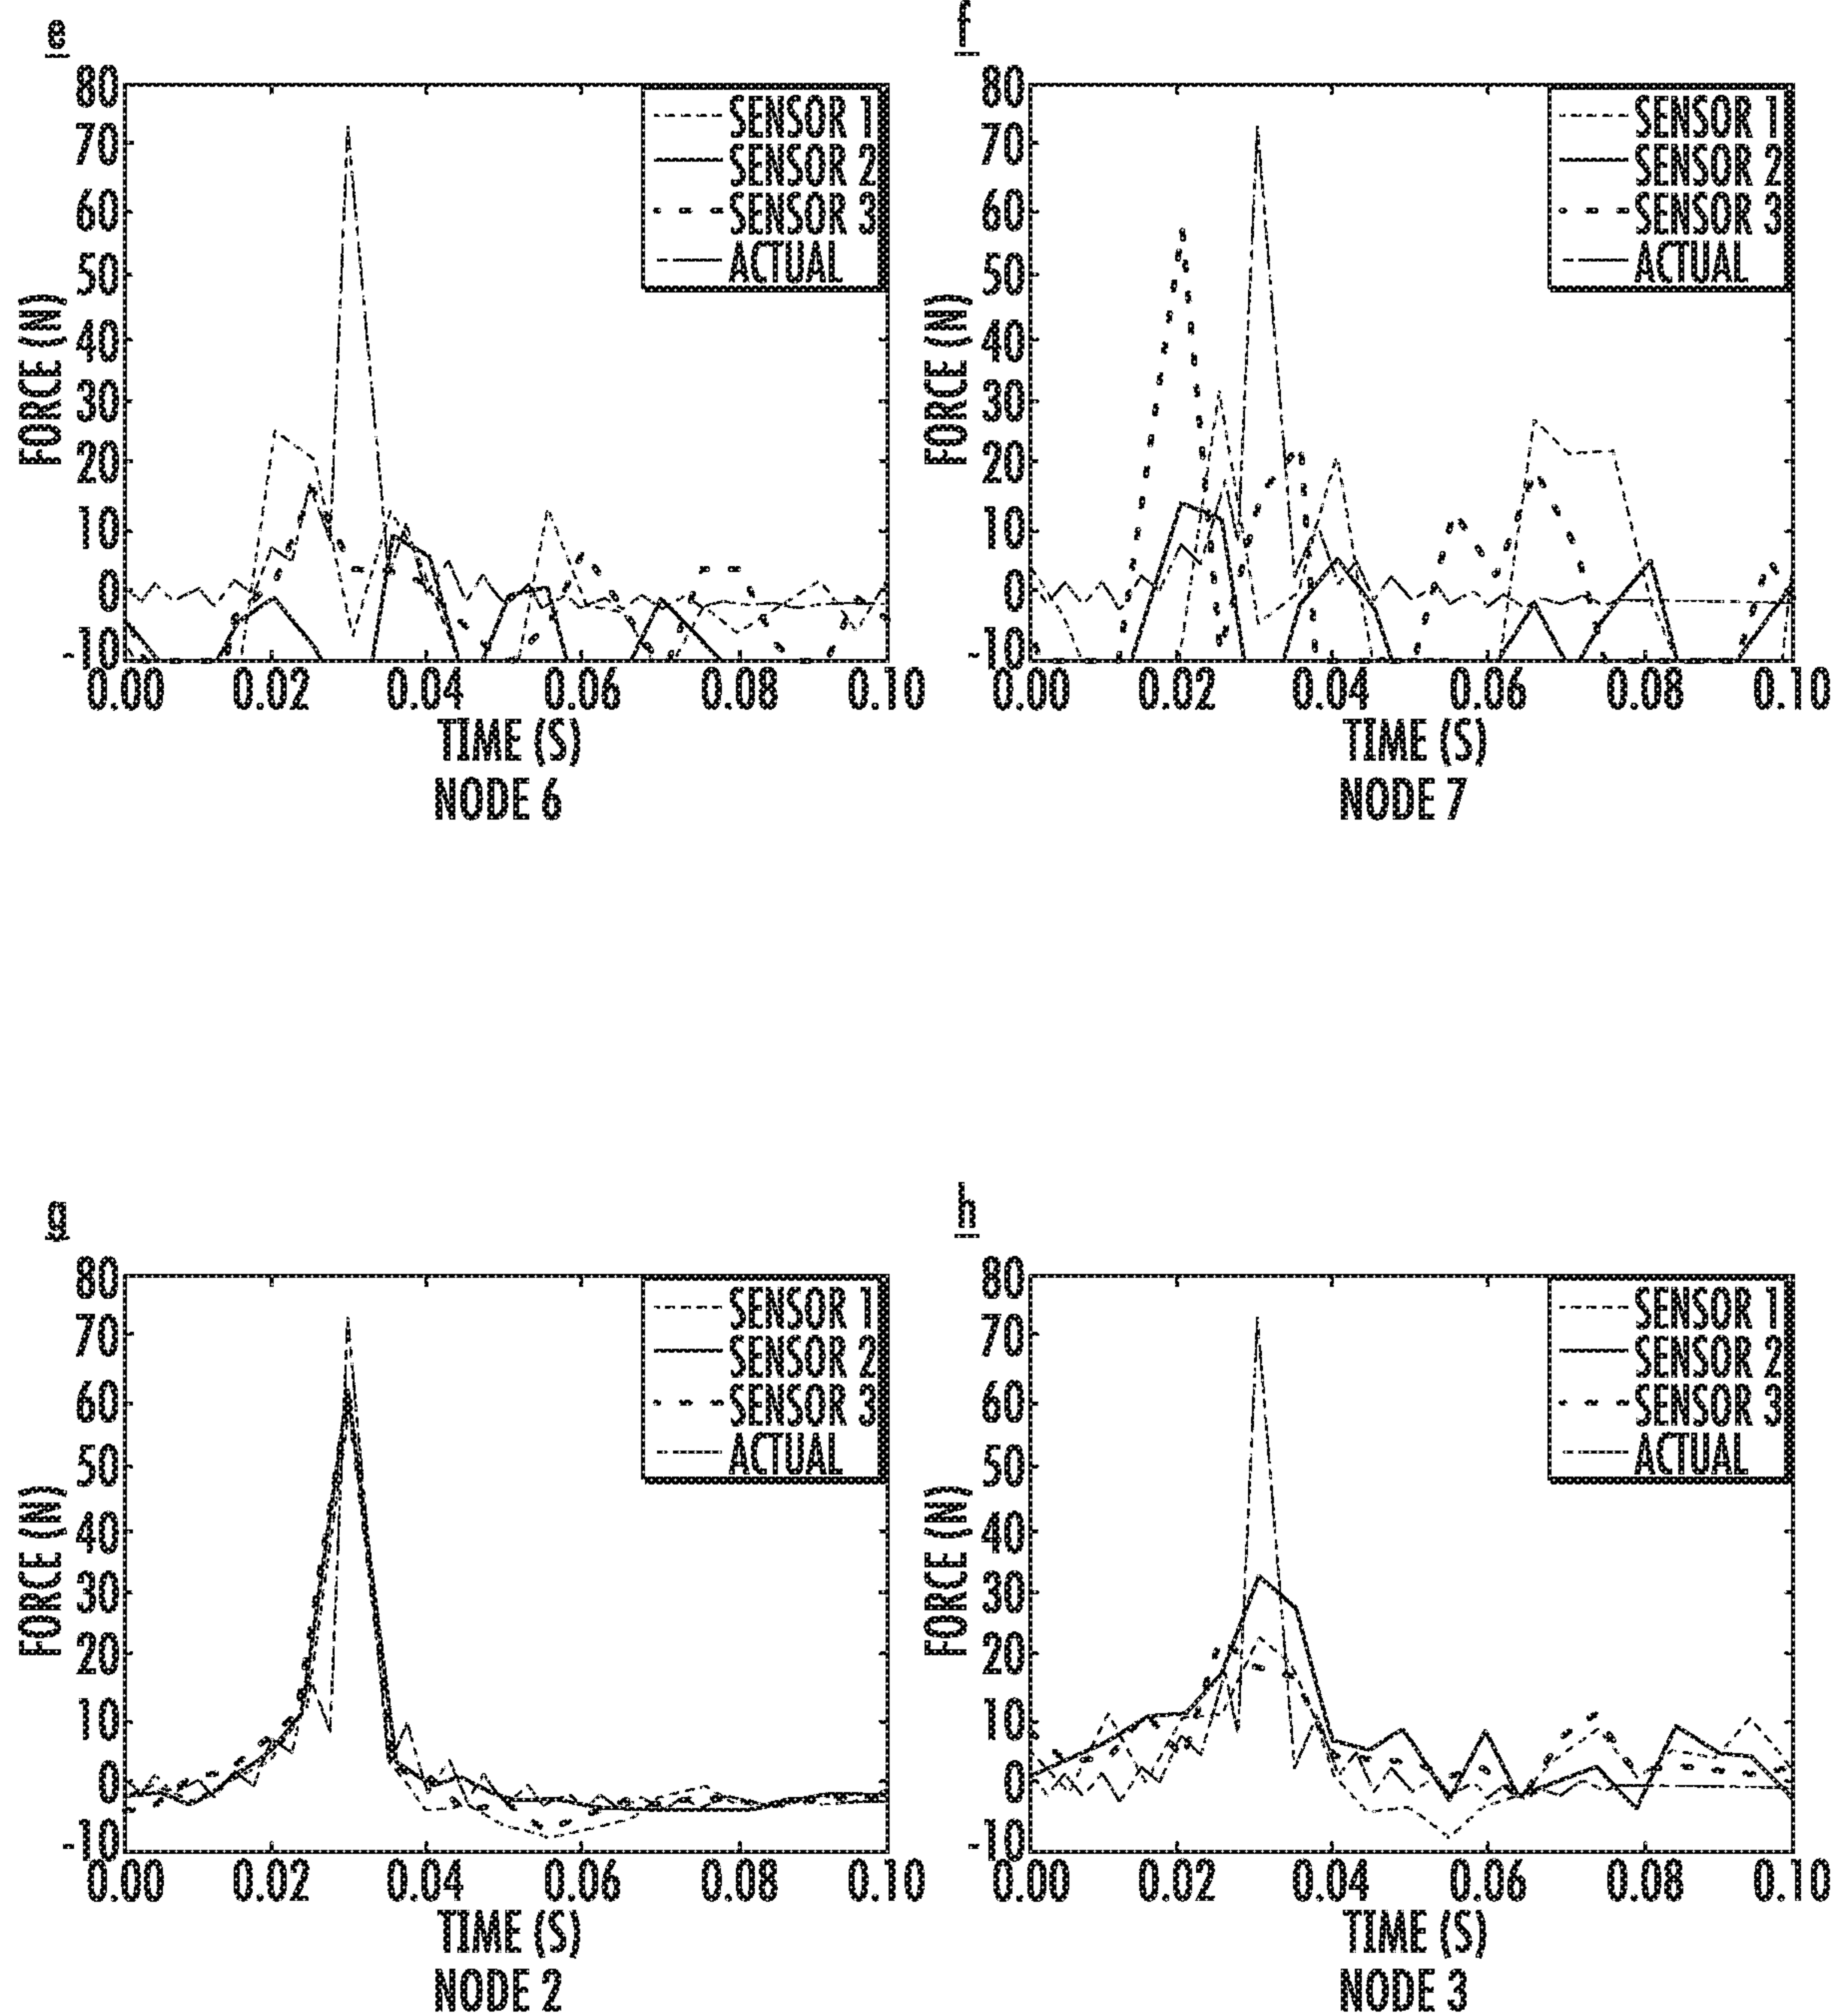 e
80
70
60
50
40
30
20
10
0
-10
FORCE (N)
SENSOR 1
SENSOR 2
SENSOR 3
ACTUAL
0.00 0.02 0.04 0.06 0.08 0.10
TIME (S)
NODE 6
f
80
70
60
50
40
30
20
10
0
-10
FORCE (N)
SENSOR 1
SENSOR 2
SENSOR 3
ACTUAL
0.00 0.02 0.04 0.06 0.08 0.10
TIME (S)
NODE 7
g
80
70
60
50
40
30
20
10
0
-10
FORCE (N)
SENSOR 1
SENSOR 2
SENSOR 3
ACTUAL
0.00 0.02 0.04 0.06 0.08 0.10
TIME (S)
NODE 2
h
80
70
60
50
40
30
20
10
0
-10
FORCE (N)
SENSOR 1
SENSOR 2
SENSOR 3
ACTUAL
0.00 0.02 0.04 0.06 0.08 0.10
TIME (S)
NODE 3